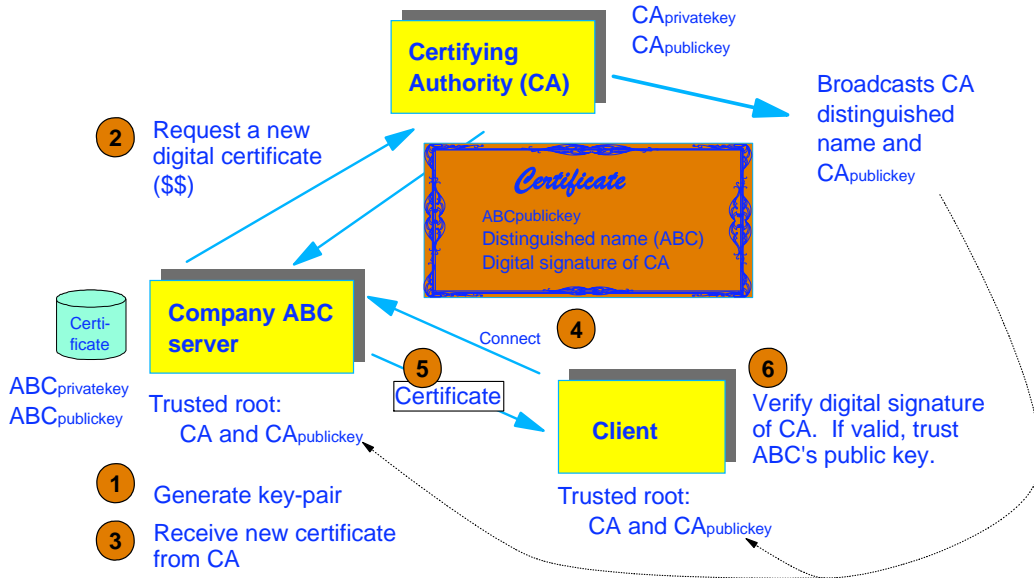 CAprivatekey
CApublickey
Certifying
Authority (CA)
Broadcasts CA
distinguished
name and
CApublickey
2
Request a new
digital certificate
($$)
Certificate
ABCpublickey
Distinguished name (ABC)
Digital signature of CA
Certi-
ficate
Company ABC
server
ABCprivatekey
ABCpublickey
Trusted root:
CA and CApublickey
Connect
4
5
Certificate
Client
6
Verify digital signature
of CA. If valid, trust
ABC's public key.
Trusted root:
CA and CApublickey
1
Generate key-pair
3
Receive new certificate
from CA